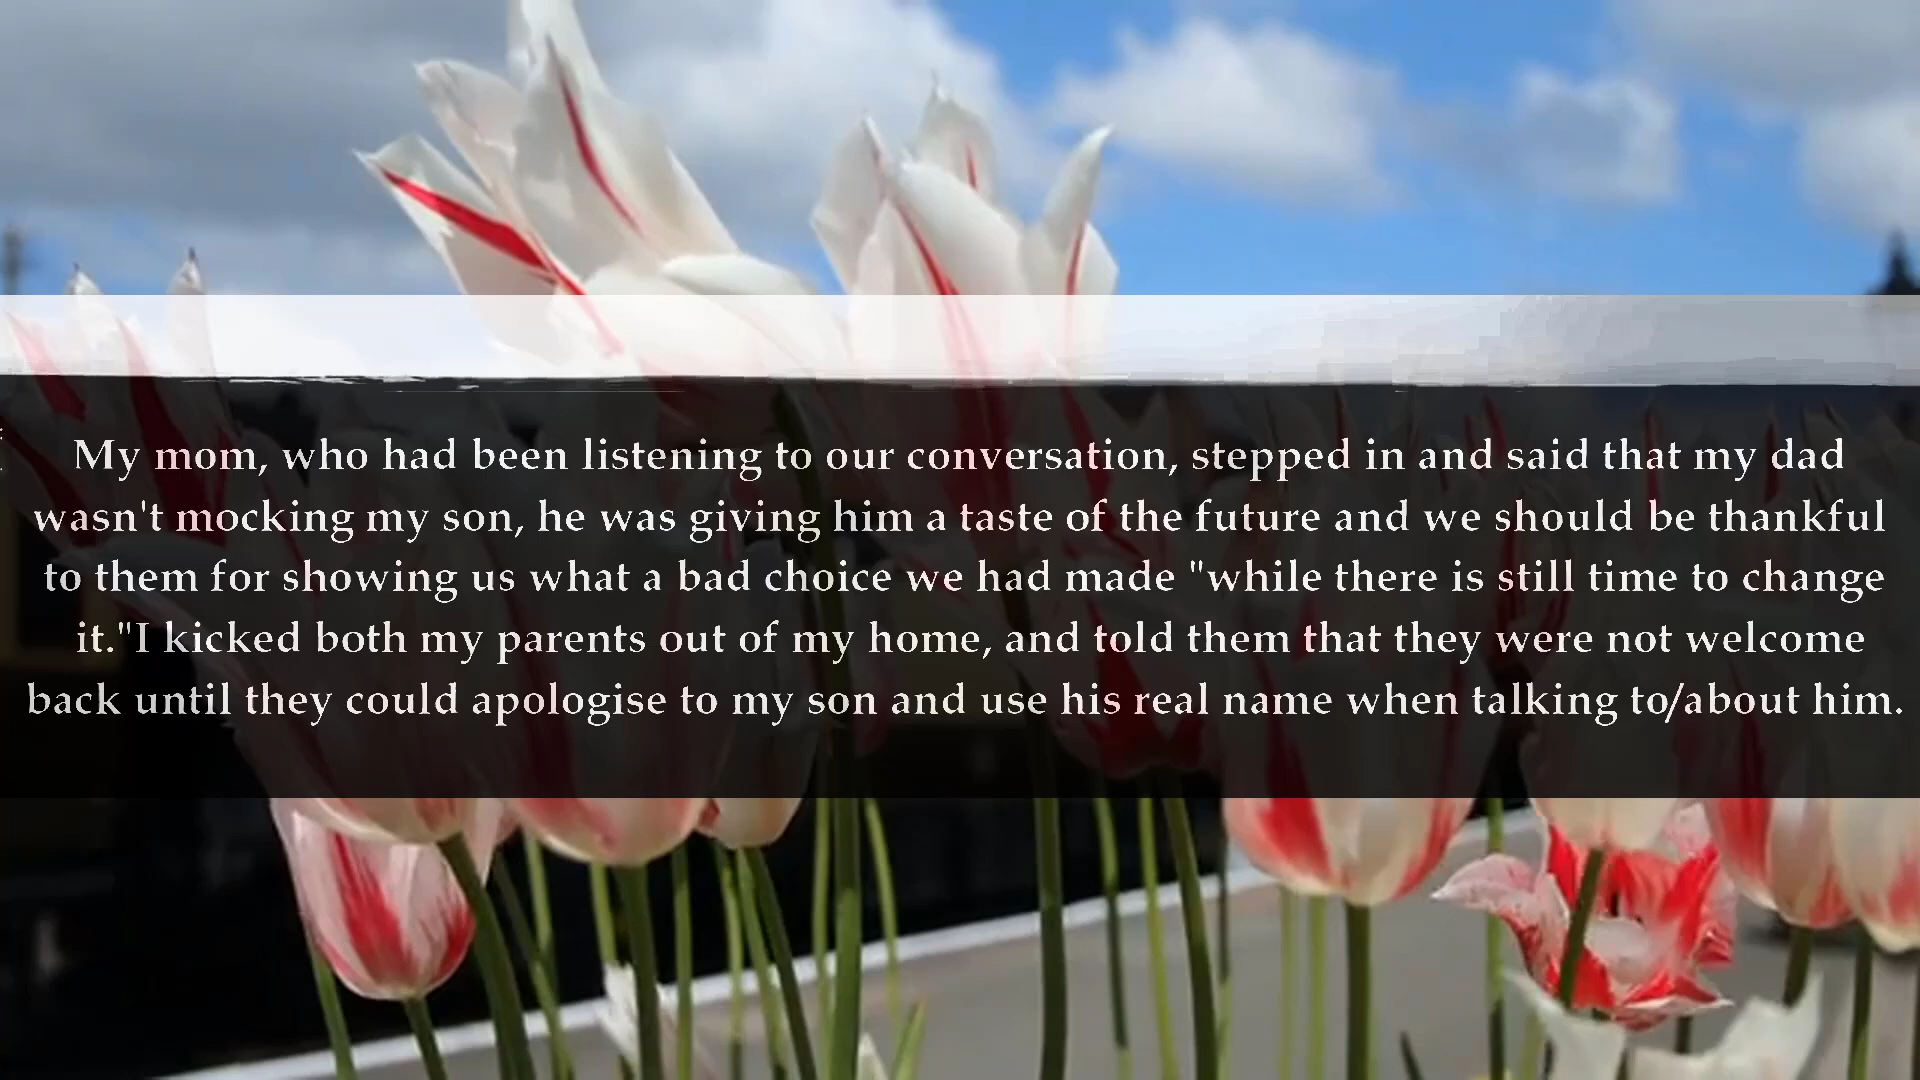 My mom, who had been listening to our conversation, stepped in and said that my dad
wasn't mocking my son, he was giving him a taste of the future and we should be thankful
to them for showing us what a bad choice we had made "while there is still time to change
it."I kicked both my parents out of my home, and told them that they were not welcome
back until they could apologise to my son and use his real name when talking to/about him.